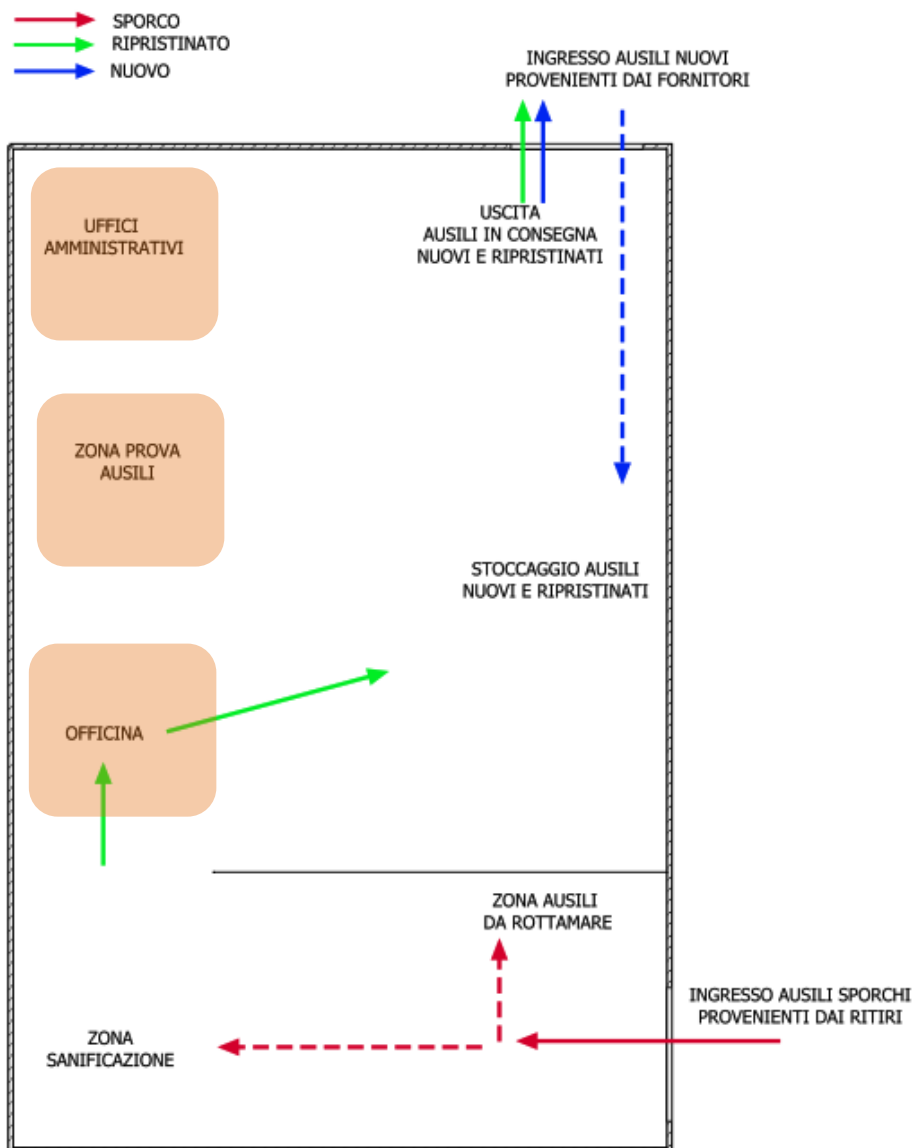 SPORCO
RIPRISTINATO
NUOVO
INGRESSO AUSILI NUOVI
PROVENIENTI DAI FORNITORI
UFFICI
AMMINISTRATIVI
USCITA
AUSILI IN CONSEGNA
NUOVI E RIPRISTINATI
ZONA PROVA
AUSILI
STOCCAGGIO AUSILI
NUOVI E RIPRISTINATI
OFFICINA
ZONA AUSILI
DA ROTTAMARE
INGRESSO AUSILI SPORCHI
PROVENIENTI DAI RITIRI
ZONA
SANIFICAZIONE